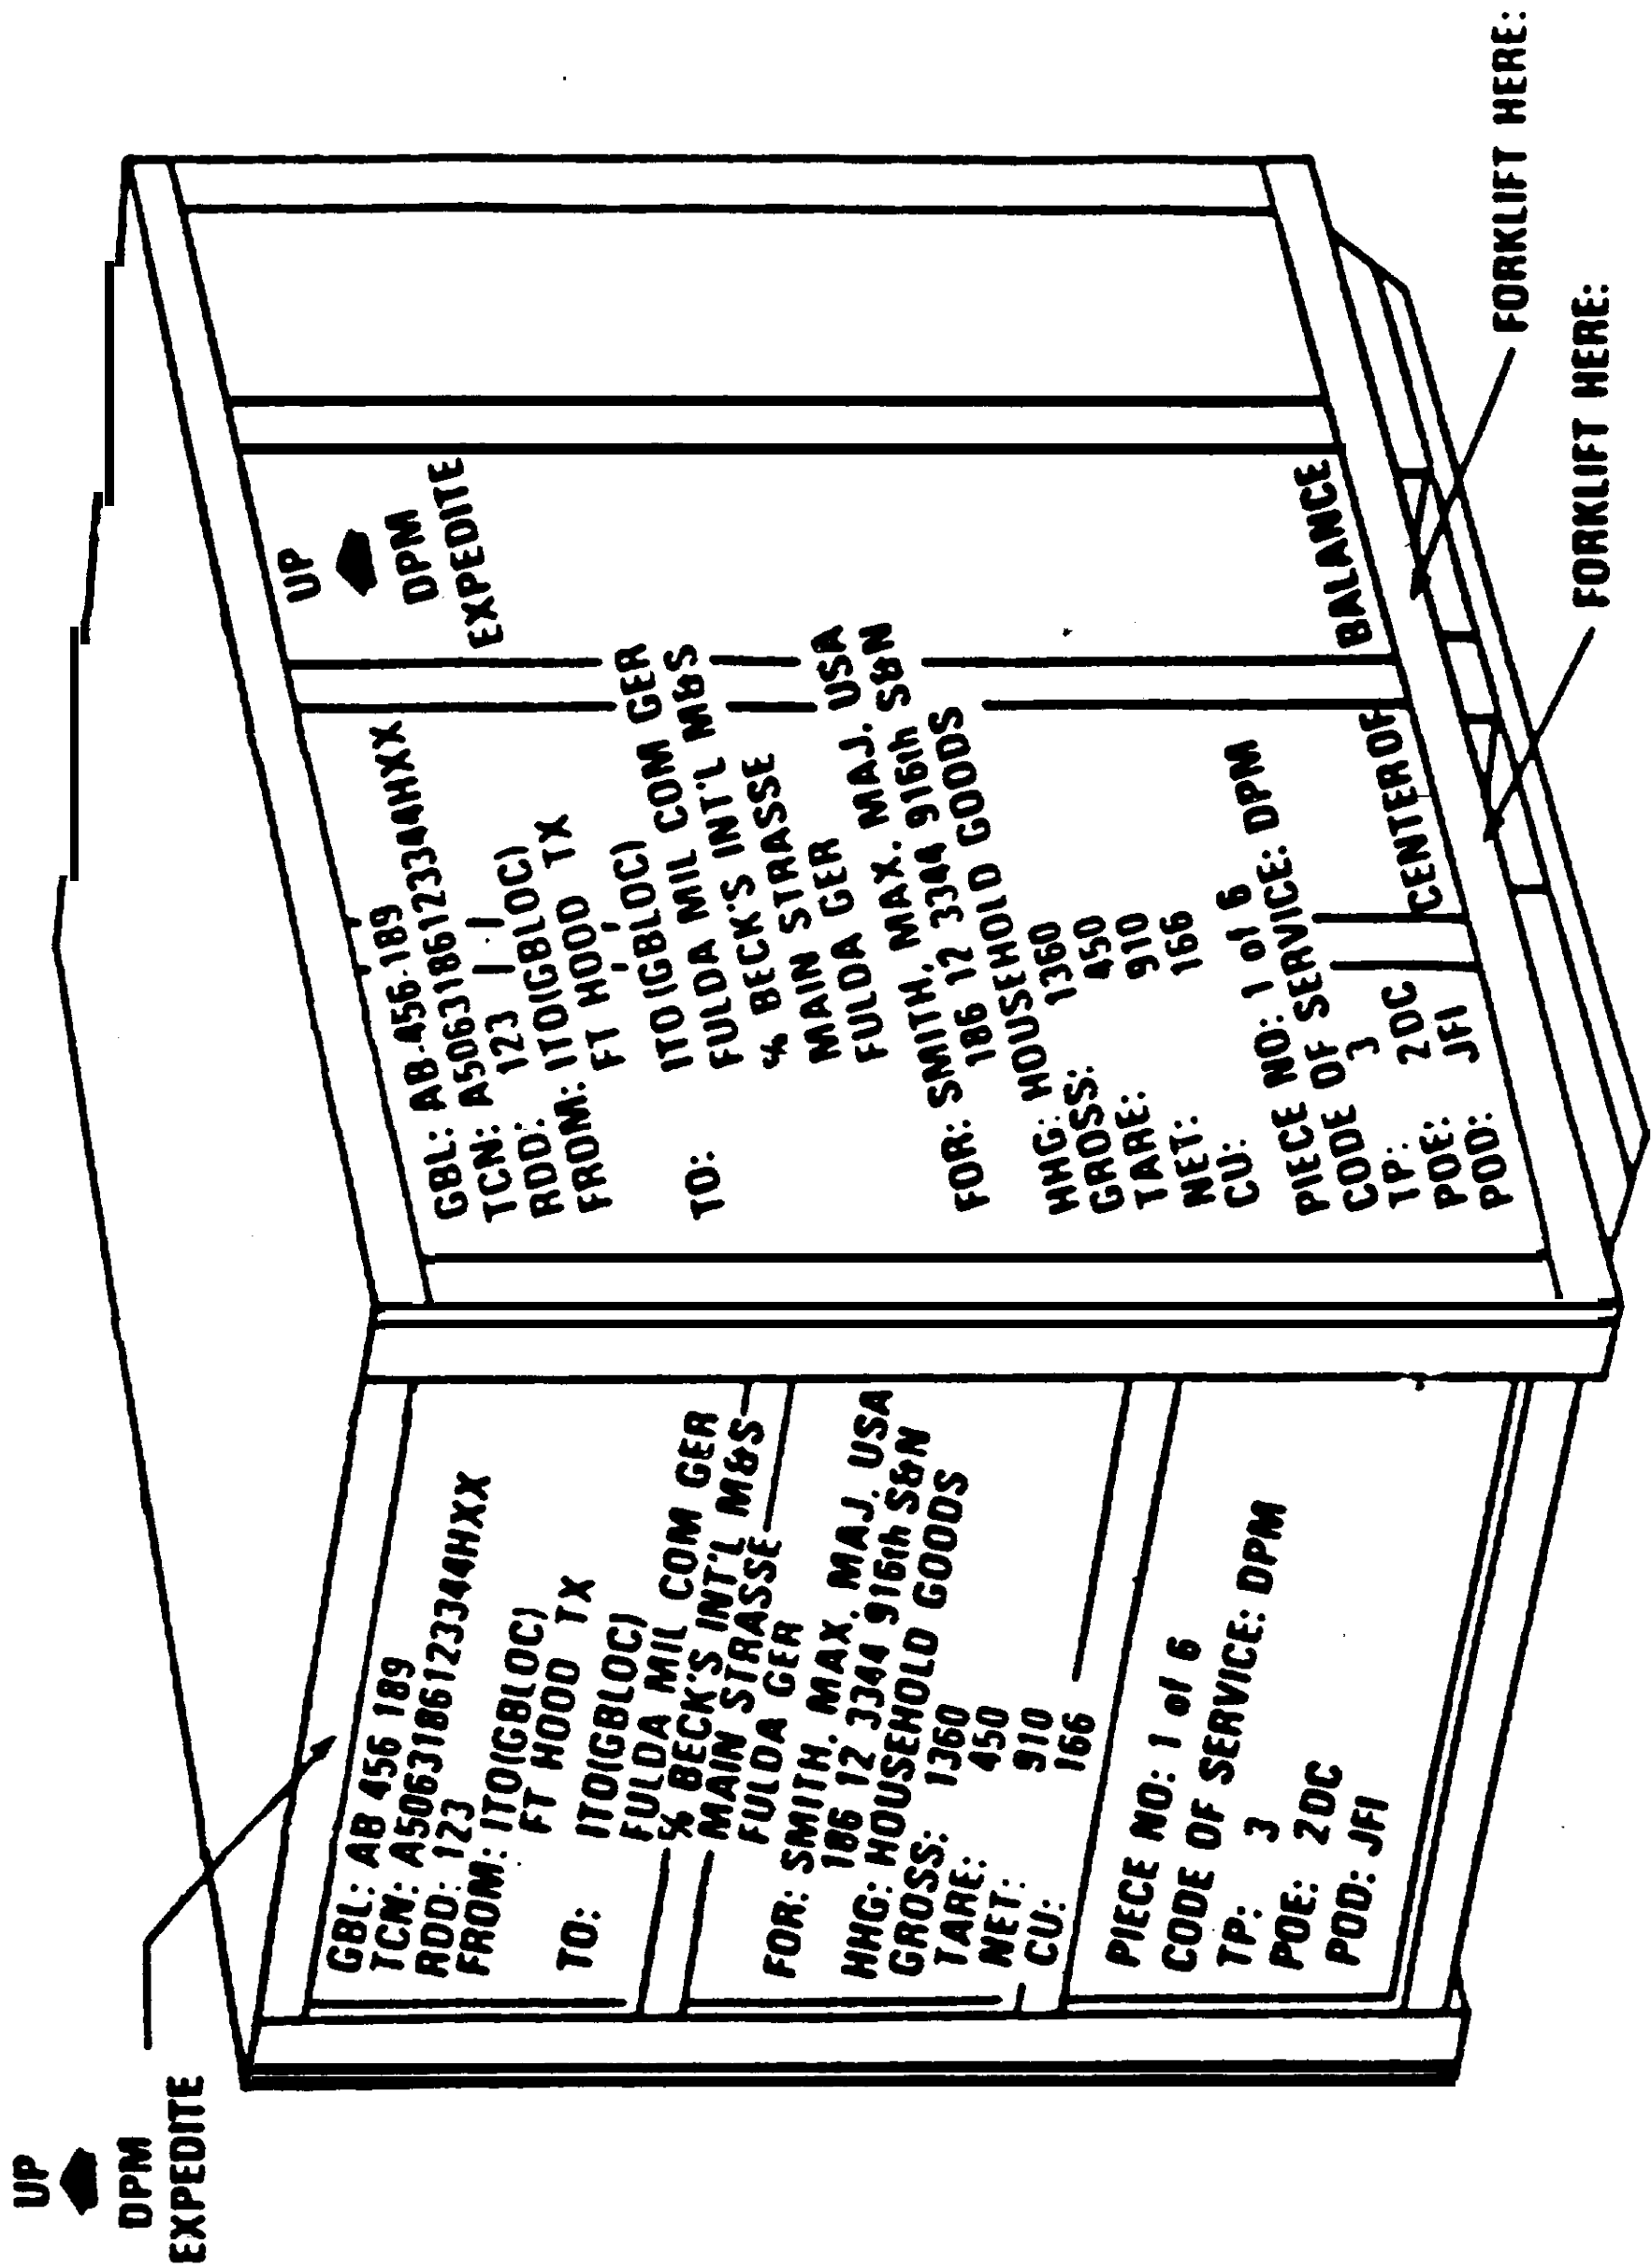 UP
DPM
EXPEDITE
GBL: AB 456 189
TCN: A5063186123344HXX
RDD: 123
FROM: ITO(GBLOC)
FT HOOD TX
TO: ITO(GBLOC)
FULDA MIL COM GER
% BECK'S INT'L M&S
MAIN STRASSE
FULDA GER
FOR: SMITH, MAX. MAJ. USA
186 12 3344 916th S&N
HHG: HOUSEHOLD GOODS
GROSS: 1360
TARE: 450
NET: 910
CU: 166
PIECE NO: 1 of 6
CODE OF SERVICE: DPM
TP: 3
POE: 2DC
POD: JFI
GBL: AB-456-189
TCN: A5063186123344HXX
RDD: 123
FROM: ITO(GBLOC)
FT HOOD TX
TO: ITO(GBLOC)
FULDA MIL COM GER
% BECK'S INT'L M&S
MAIN STRASSE
FULDA GER
FOR: SMITH, MAX. MAJ. USA
186 12 3344 916th S&N
HHG: HOUSEHOLD GOODS
GROSS: 1360
TARE: 450
NET: 910
CU: 166
PIECE NO: 1 of 6
CODE OF SERVICE: DPM
TP: 3
POE: 2DC
POD: JFI
UP
DPM
EXPEDITE
CENTER OF BALANCE
FORKLIFT HERE:
FORKLIFT HERE: